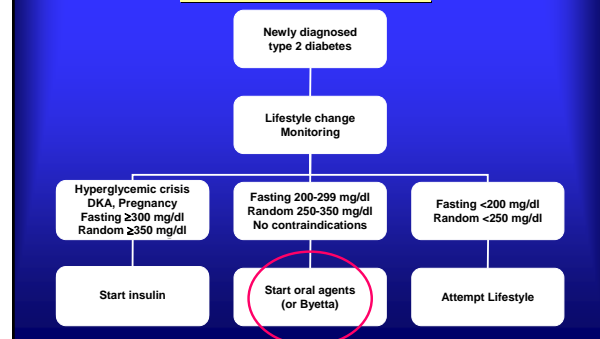 Newly diagnosed
type 2 diabetes
Lifestyle change
Monitoring
Hyperglycemic crisis
DKA, Pregnancy
Fasting ≥300 mg/dl
Random ≥350 mg/dl
Fasting 200-299 mg/dl
Random 250-350 mg/dl
No contraindications
Fasting <200 mg/dl
Random <250 mg/dl
Start insulin
Start oral agents
(or Byetta)
Attempt Lifestyle